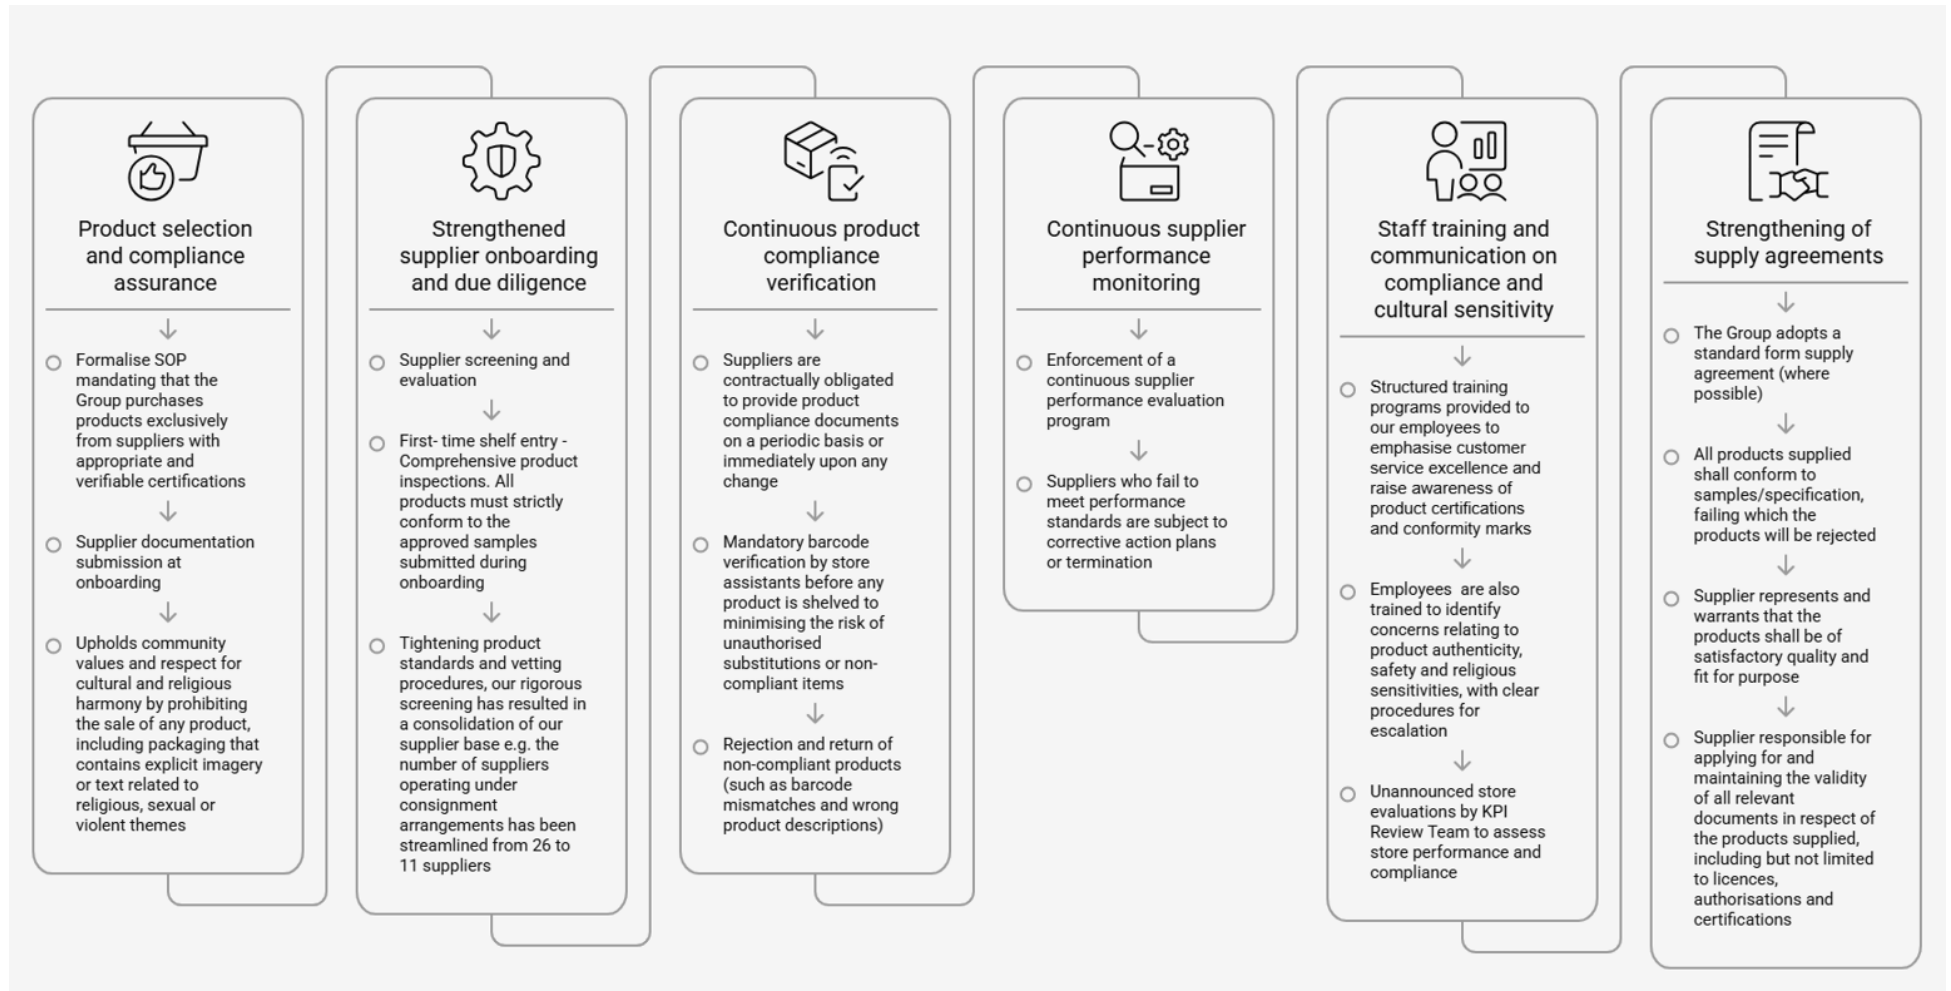 Product selection
and compliance
assurance
Formalise SOP
mandating that the
Group purchases
products exclusively
from suppliers with
appropriate and
verifiable certifications
Supplier documentation
submission at
onboarding
Upholds community
values and respect for
cultural and religious
harmony by prohibiting
the sale of any product,
including packaging that
contains explicit imagery
or text related to
religious, sexual or
violent themes
Strengthened
supplier onboarding
and due diligence
Supplier screening and
evaluation
First- time shelf entry -
Comprehensive product
inspections. All
products must strictly
conform to the
approved samples
submitted during
onboarding
Tightening product
standards and vetting
procedures, our rigorous
screening has resulted in
a consolidation of our
supplier base e.g. the
number of suppliers
operating under
consignment
arrangements has been
streamlined from 26 to
11 suppliers
Continuous product
compliance
verification
Suppliers are
contractually obligated
to provide product
compliance documents
on a periodic basis or
immediately upon any
change
Mandatory barcode
verification by store
assistants before any
product is shelved to
minimising the risk of
unauthorised
substitutions or non-
compliant items
Rejection and return of
non-compliant products
(such as barcode
mismatches and wrong
product descriptions)
Continuous supplier
performance
monitoring
Enforcement of a
continuous supplier
performance evaluation
program
Suppliers who fail to
meet performance
standards are subject to
corrective action plans
or termination
Staff training and
communication on
compliance and
cultural sensitivity
Structured training
programs provided to
our employees to
emphasise customer
service excellence and
raise awareness of
product certifications
and conformity marks
Employees  are also
trained to identify
concerns relating to
product authenticity,
safety and religious
sensitivities, with clear
procedures for
escalation
Unannounced store
evaluations by KPI
Review Team to assess
store performance and
compliance
Strengthening of
supply agreements
The Group adopts a
standard form supply
agreement (where
possible)
All products supplied
shall conform to
samples/specification,
failing which the
products will be rejected
Supplier represents and
warrants that the
products shall be of
satisfactory quality and
fit for purpose
Supplier responsible for
applying for and
maintaining the validity
of all relevant
documents in respect of
the products supplied,
including but not limited
to licences,
authorisations and
certifications